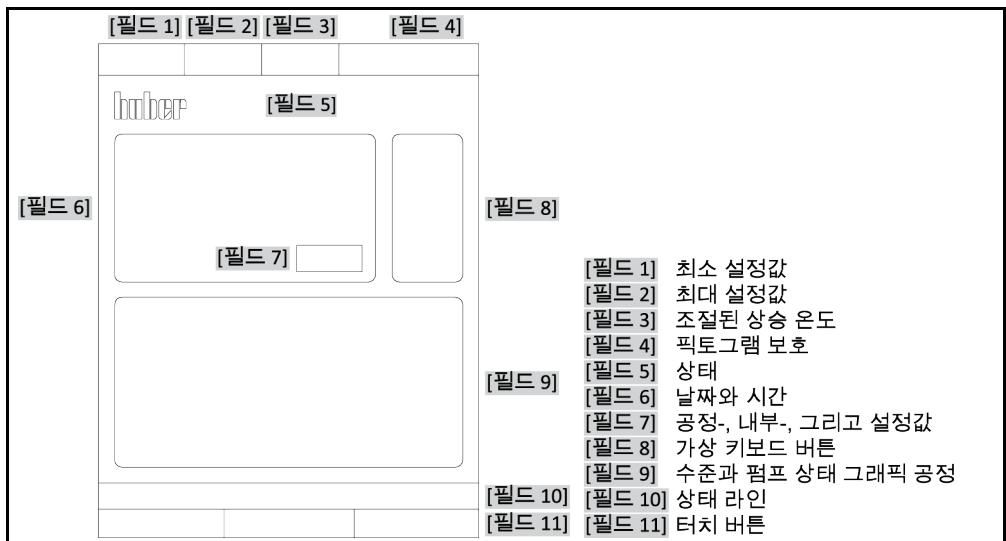 [필드 1] [필드 2] [필드 3] [필드 4]
huber
[필드 5]
[필드 6]
[필드 8]
[필드 7]
[필드 1] 최소 설정값
[필드 2] 최대 설정값
[필드 3] 조절된 상승 온도
[필드 4] 픽토그램 보호
[필드 5] 상태
[필드 9]
[필드 6] 날짜와 시간
[필드 7] 공정-, 내부-, 그리고 설정값
[필드 8] 가상 키보드 버튼
[필드 9] 수준과 펌프 상태 그래픽 공정
[필드 10] [필드 10] 상태 라인
[필드 11] [필드 11] 터치 버튼